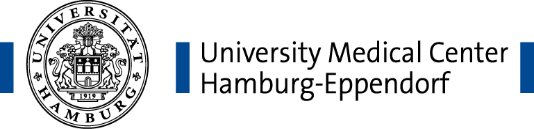 UNIVERSITÄT
HAMBURG
1919
University Medical Center
Hamburg-Eppendorf